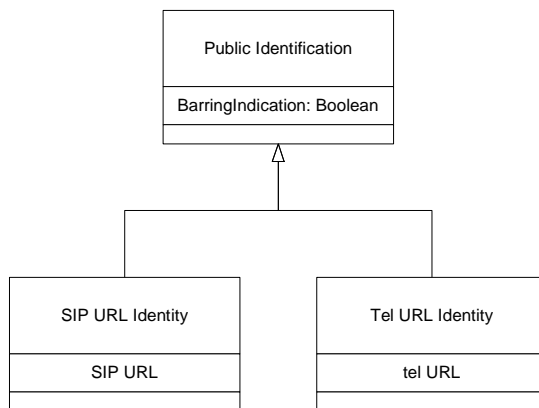 Public Identification
BarringIndication: Boolean
SIP URL Identity
Tel URL Identity
SIP URL
tel URL